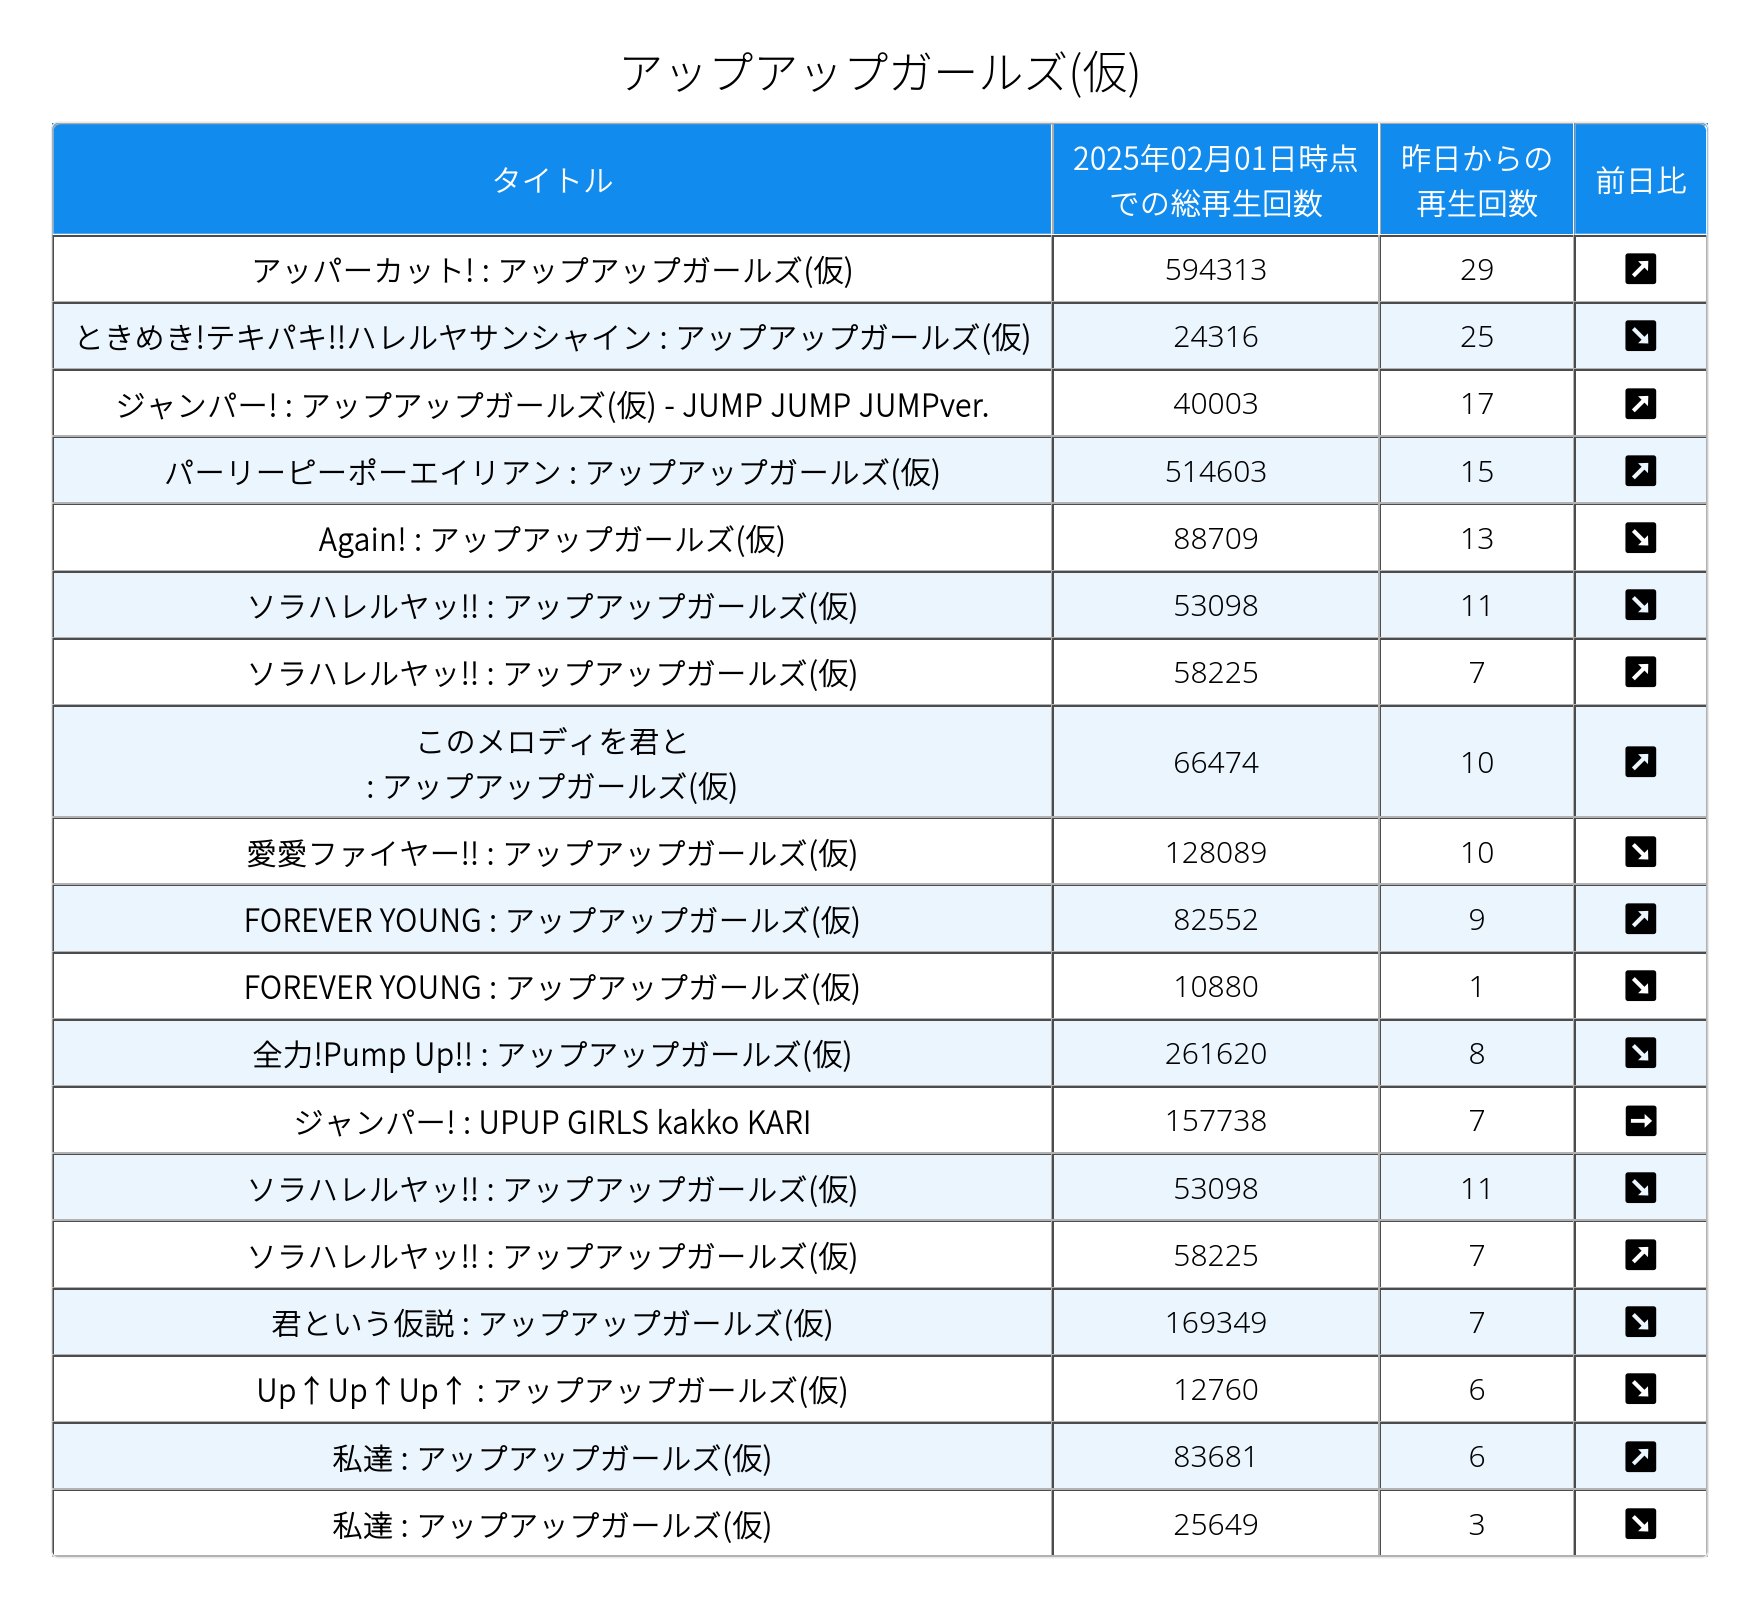 アップアップガールズ(仮)
タイトル
2025年02月01日時点
での総再生回数
昨日からの
再生回数
前日比
アッパーカット! : アップアップガールズ(仮) 594313 29 ↗
ときめき!テキパキ!!ハレルヤサンシャイン : アップアップガールズ(仮) 24316 25 ↘
ジャンパー! : アップアップガールズ(仮) - JUMP JUMP JUMPver. 40003 17 ↗
パーリーピーポーエイリアン : アップアップガールズ(仮) 514603 15 ↗
Again! : アップアップガールズ(仮) 88709 13 ↘
ソラハレルヤッ!! : アップアップガールズ(仮) 53098 11 ↘
ソラハレルヤッ!! : アップアップガールズ(仮) 58225 7 ↗
このメロディを君と
: アップアップガールズ(仮) 66474 10 ↗
愛愛ファイヤー!! : アップアップガールズ(仮) 128089 10 ↘
FOREVER YOUNG : アップアップガールズ(仮) 82552 9 ↗
FOREVER YOUNG : アップアップガールズ(仮) 10880 1 ↘
全力!Pump Up!! : アップアップガールズ(仮) 261620 8 ↘
ジャンパー! : UPUP GIRLS kakko KARI 157738 7 →
ソラハレルヤッ!! : アップアップガールズ(仮) 53098 11 ↘
ソラハレルヤッ!! : アップアップガールズ(仮) 58225 7 ↗
君という仮説 : アップアップガールズ(仮) 169349 7 ↘
Up↑Up↑Up↑ : アップアップガールズ(仮) 12760 6 ↘
私達 : アップアップガールズ(仮) 83681 6 ↗
私達 : アップアップガールズ(仮) 25649 3 ↘